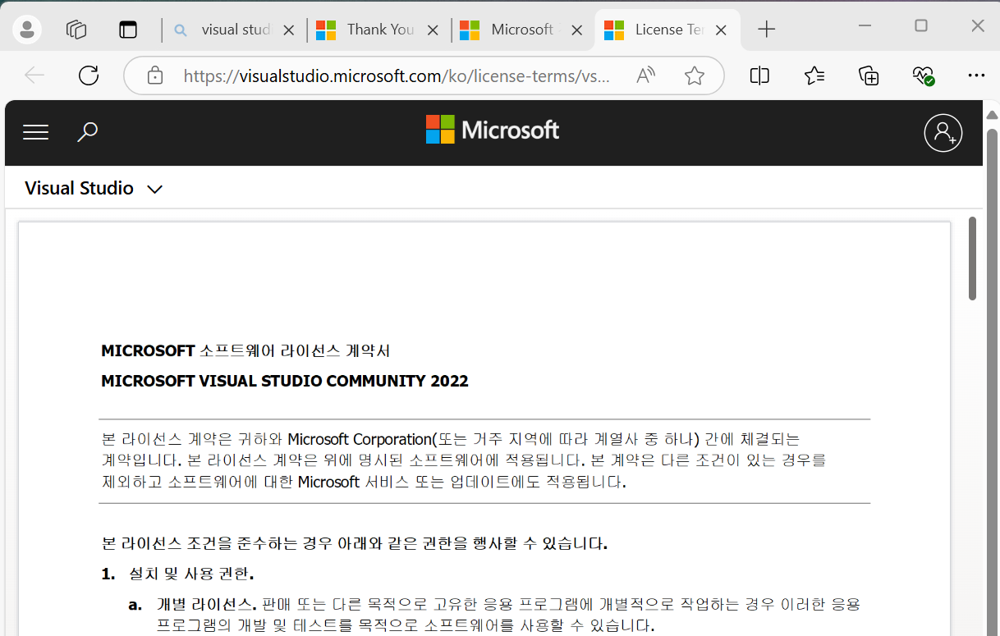 visual stud
Thank You
Microsoft
License Ter
https://visualstudio.microsoft.com/ko/license-terms/vs...
Microsoft
Visual Studio
MICROSOFT 소프트웨어 라이선스 계약서
MICROSOFT VISUAL STUDIO COMMUNITY 2022
본 라이선스 계약은 귀하와 Microsoft Corporation(또는 거주 지역에 따라 계열사 중 하나) 간에 체결되는
계약입니다. 본 라이선스 계약은 위에 명시된 소프트웨어에 적용됩니다. 본 계약은 다른 조건이 있는 경우를
제외하고 소프트웨어에 대한 Microsoft 서비스 또는 업데이트에도 적용됩니다.
본 라이선스 조건을 준수하는 경우 아래와 같은 권한을 행사할 수 있습니다.
1. 설치 및 사용 권한.
a. 개별 라이선스. 판매 또는 다른 목적으로 고유한 응용 프로그램에 개별적으로 작업하는 경우 이러한 응용
프로그램의 개발 및 테스트를 목적으로 소프트웨어를 사용할 수 있습니다.